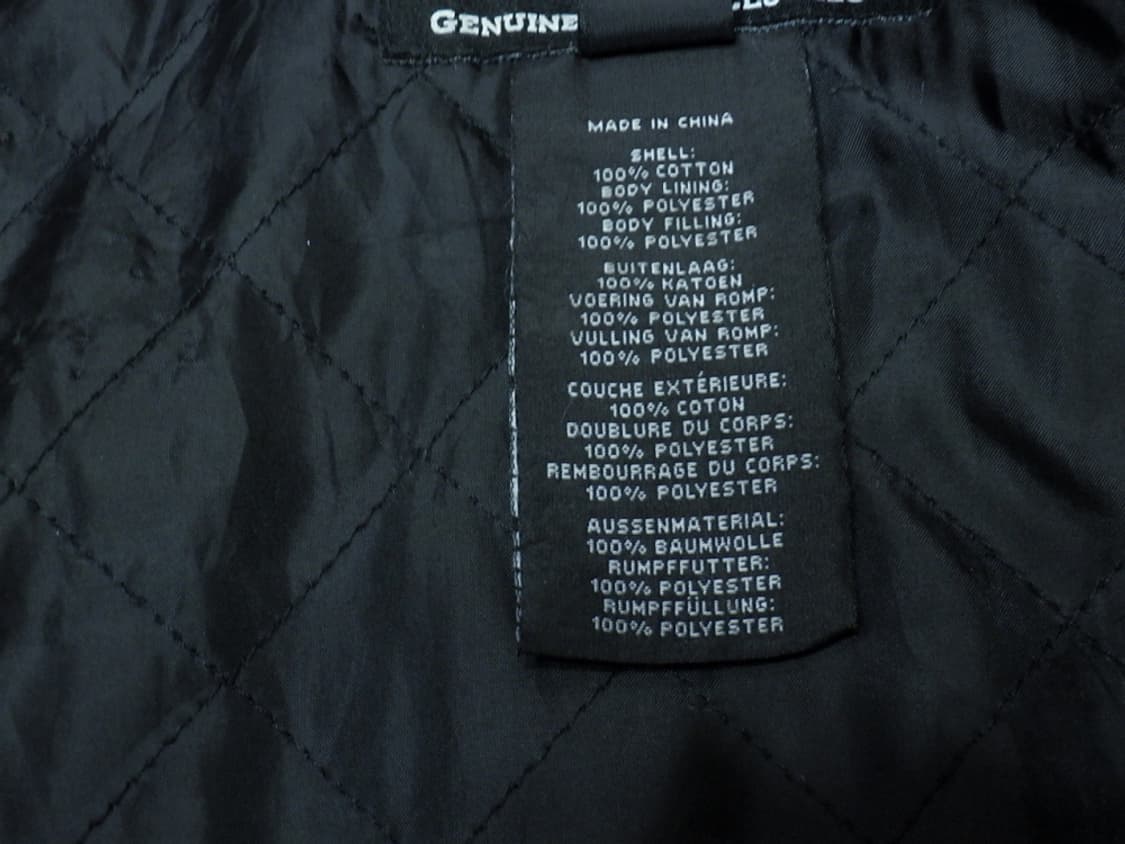 GENUINE
MADE IN CHINA
SHELL:
100% COTTON
BODY LINING:
100% POLYESTER
BODY FILLING:
100% POLYESTER
BUITENLAAG:
100% KATOEN
VOERING VAN ROMP:
100% POLYESTER
VULLING VAN ROMP:
100% POLYESTER
COUCHE EXTÉRIEURE:
100% COTON
DOUBLURE DU CORPS:
100% POLYESTER
REMBOURRAGE DU CORPS:
100% POLYESTER
AUSSENMATERIAL:
100% BAUMWOLLE
RUMPFFUTTER:
100% POLYESTER
RUMPFFÜLLUNG:
100% POLYESTER